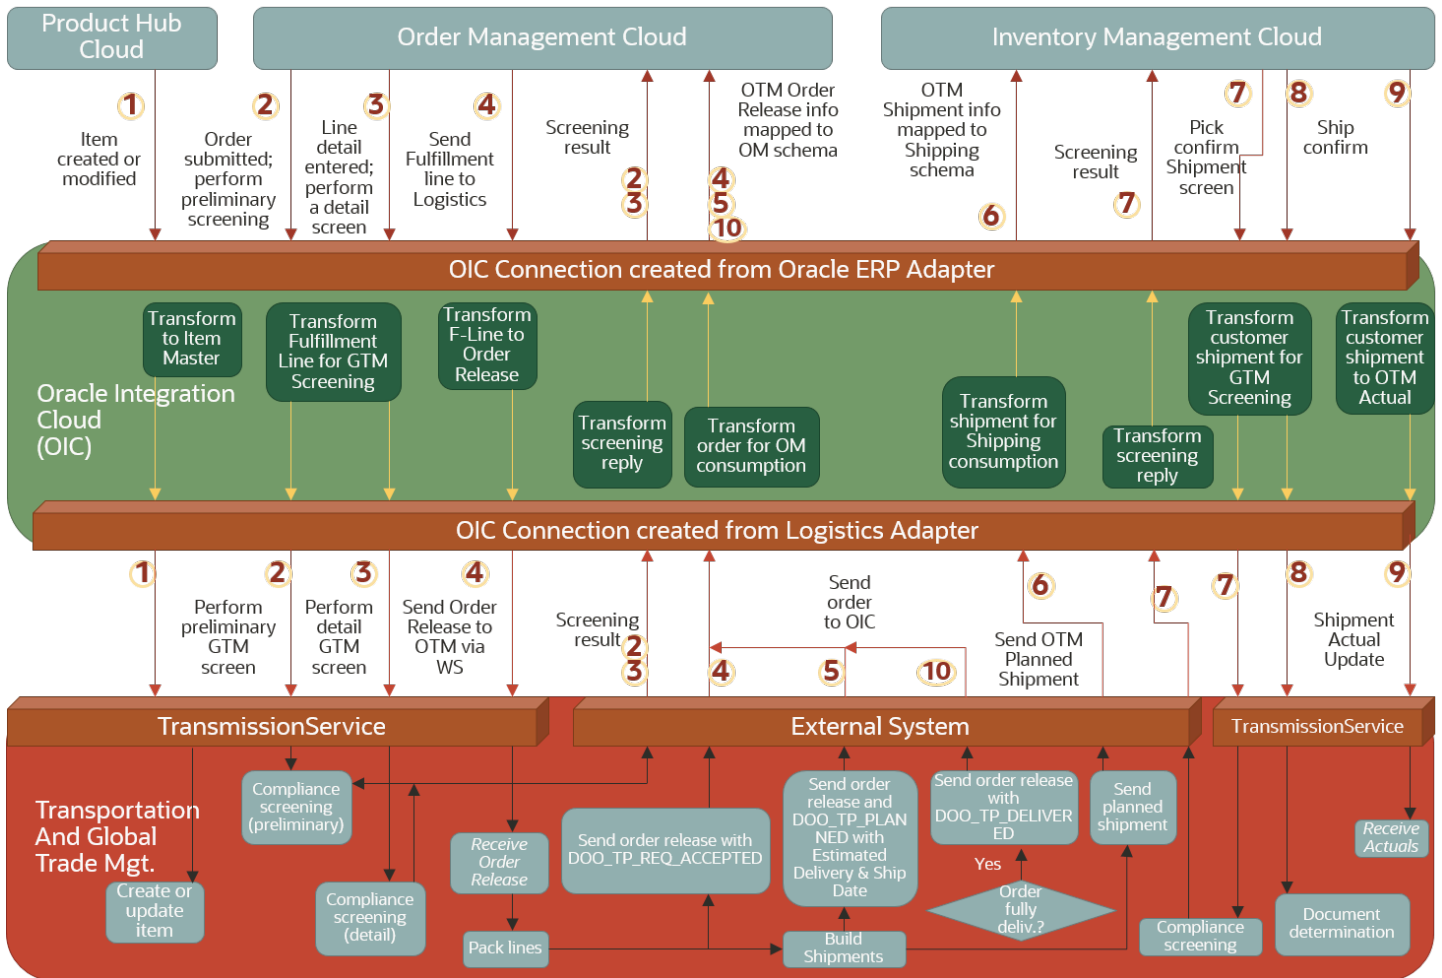 Product Hub
Cloud
Order Management Cloud
Inventory Management Cloud
1
Item
created or
modified
2
Order
submitted;
perform
preliminary
screening
3
Line
detail
entered;
perform
a detail
screen
4
Send
Fulfillment
line to
Logistics
Screening
result
2
3
OTM Order
Release info
mapped to
OM schema
4
5
10
OTM
Shipment info
mapped to
Shipping
schema
6
Screening
result
7
7
Pick
confirm
Shipment
screen
8
Ship
confirm
9
OIC Connection created from Oracle ERP Adapter
Oracle Integration
Cloud
(OIC)
Transform
to Item
Master
Transform
Fulfillment
Line for GTM
Screening
Transform
F-Line to
Order
Release
Transform
screening
reply
Transform
order for OM
consumption
Transform
shipment for
Shipping
consumption
Transform
screening
reply
Transform
customer
shipment for
GTM
Screening
Transform
customer
shipment
to OTM
Actual
OIC Connection created from Logistics Adapter
1
2
Perform
preliminary
GTM
screen
3
Perform
detail
GTM
screen
4
Send Order
Release to
OTM via
WS
Screening
result
2
3
4
Send
order
to OIC
5
10
6
Send OTM
Planned
Shipment
7
7
8
9
Shipment
Actual
Update
TransmissionService
External System
TransmissionService
Transportation
And Global
Trade Mgt.
Create or
update
item
Compliance
screening
(preliminary)
Compliance
screening
(detail)
Receive
Order
Release
Pack lines
Send order release with
DOO_TP_REQ_ACCEPTED
Send order
release and
DOO_TP_PLAN
NED with
Estimated
Delivery & Ship
Date
Build
Shipments
Send order release
with
DOO_TP_DELIVER
ED
Yes
Order
fully
deliv.?
Send
planned
shipment
Compliance
screening
Document
determination
Receive
Actuals